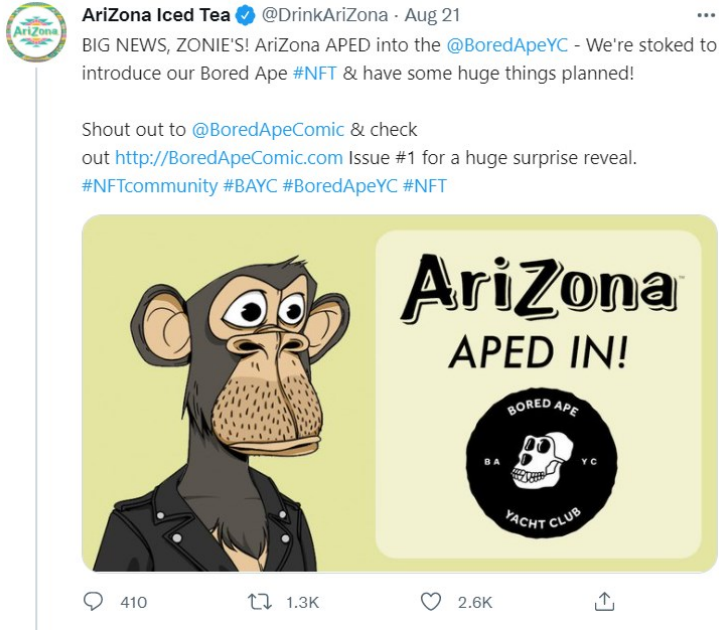 AriZona Iced Tea @DrinkAriZona · Aug 21
BIG NEWS, ZONIE'S! AriZona APED into the @BoredApeYC - We're stoked to
introduce our Bored Ape #NFT & have some huge things planned!
Shout out to @BoredApeComic & check
out http://BoredApeComic.com Issue #1 for a huge surprise reveal.
#NFTcommunity #BAYC #BoredApeYC #NFT
AriZona
AriZona™
APED IN!
BORED APE
BA YC
YACHT CLUB
410 1.3K 2.6K